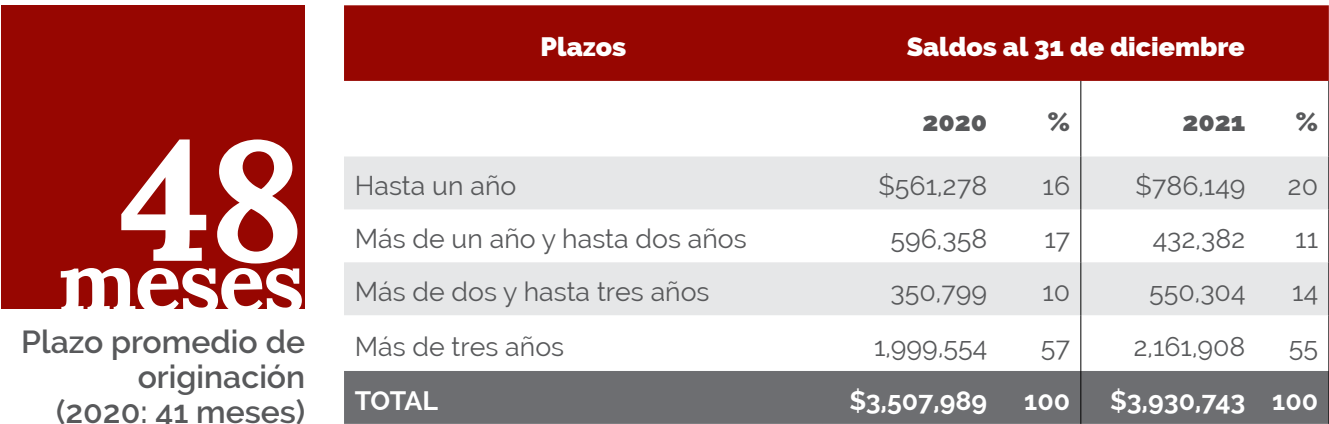 48
meses
Plazo promedio de
originación
(2020: 41 meses)
Plazos Saldos al 31 de diciembre
2020 % 2021 %
Hasta un año $561,278 16 $786,149 20
Más de un año y hasta dos años 596,358 17 432,382 11
Más de dos y hasta tres años 350,799 10 550,304 14
Más de tres años 1,999,554 57 2,161,908 55
TOTAL $3,507,989 100 $3,930,743 100